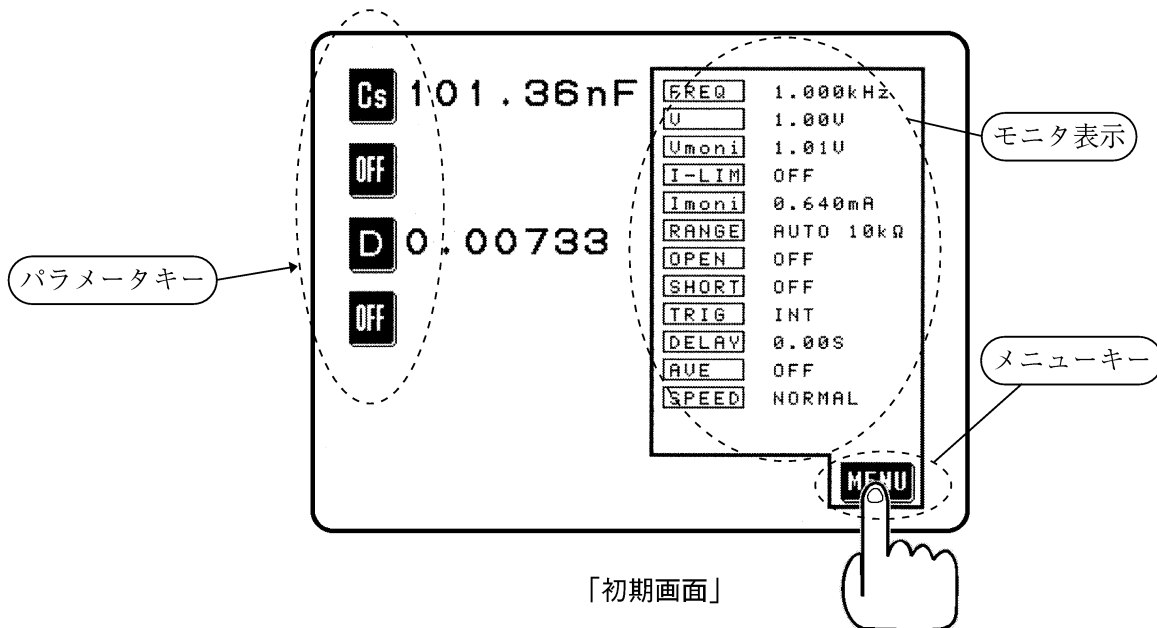 Cs 101.36nF
OFF
D 0.00733
OFF
FREQ 1.000kHz
V 1.00V
Vmoni 1.01V
I-LIM OFF
Imoni 0.640mA
RANGE AUTO 10kΩ
OPEN OFF
SHORT OFF
TRIG INT
DELAY 0.00S
AVE OFF
SPEED NORMAL
MENU
パラメータキー
モニタ表示
メニューキー
「初期画面」